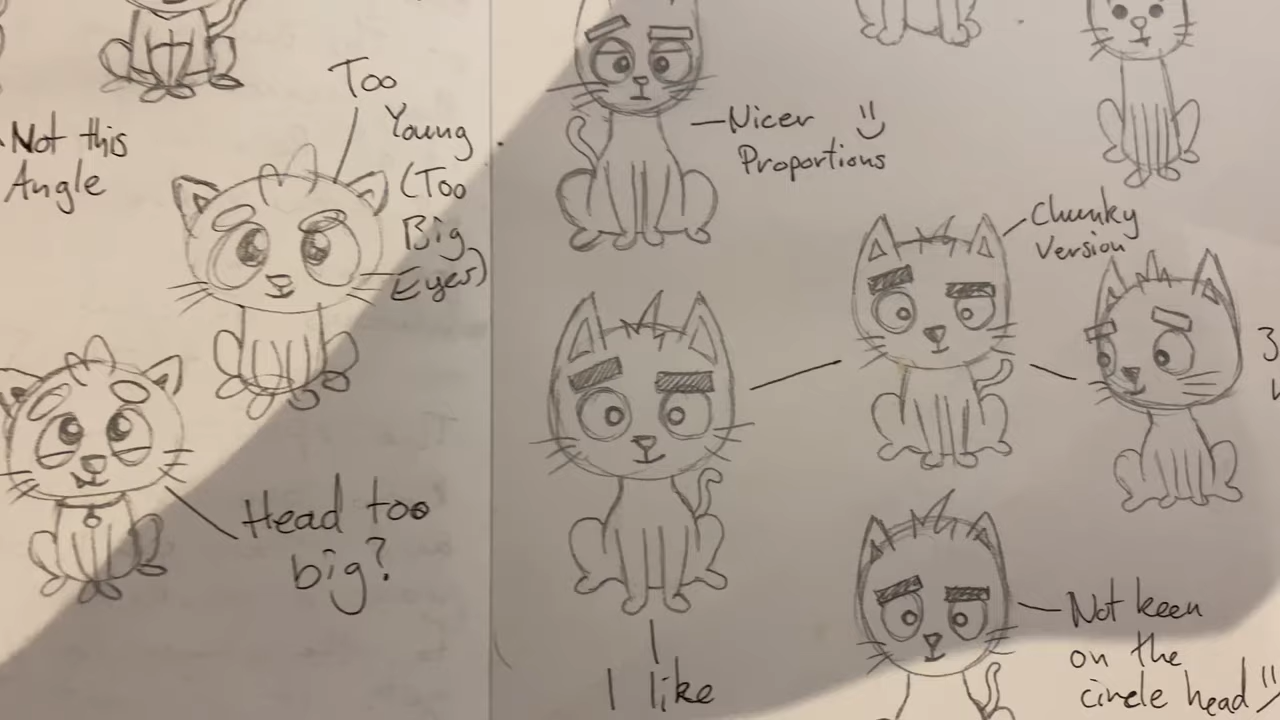 Not this
Angle
Too
Young
(Too
Big
Eyes)
Head too
big?
Nicer
Proportions
Chunky
Version
3
I like
Not keen
on the
circle head